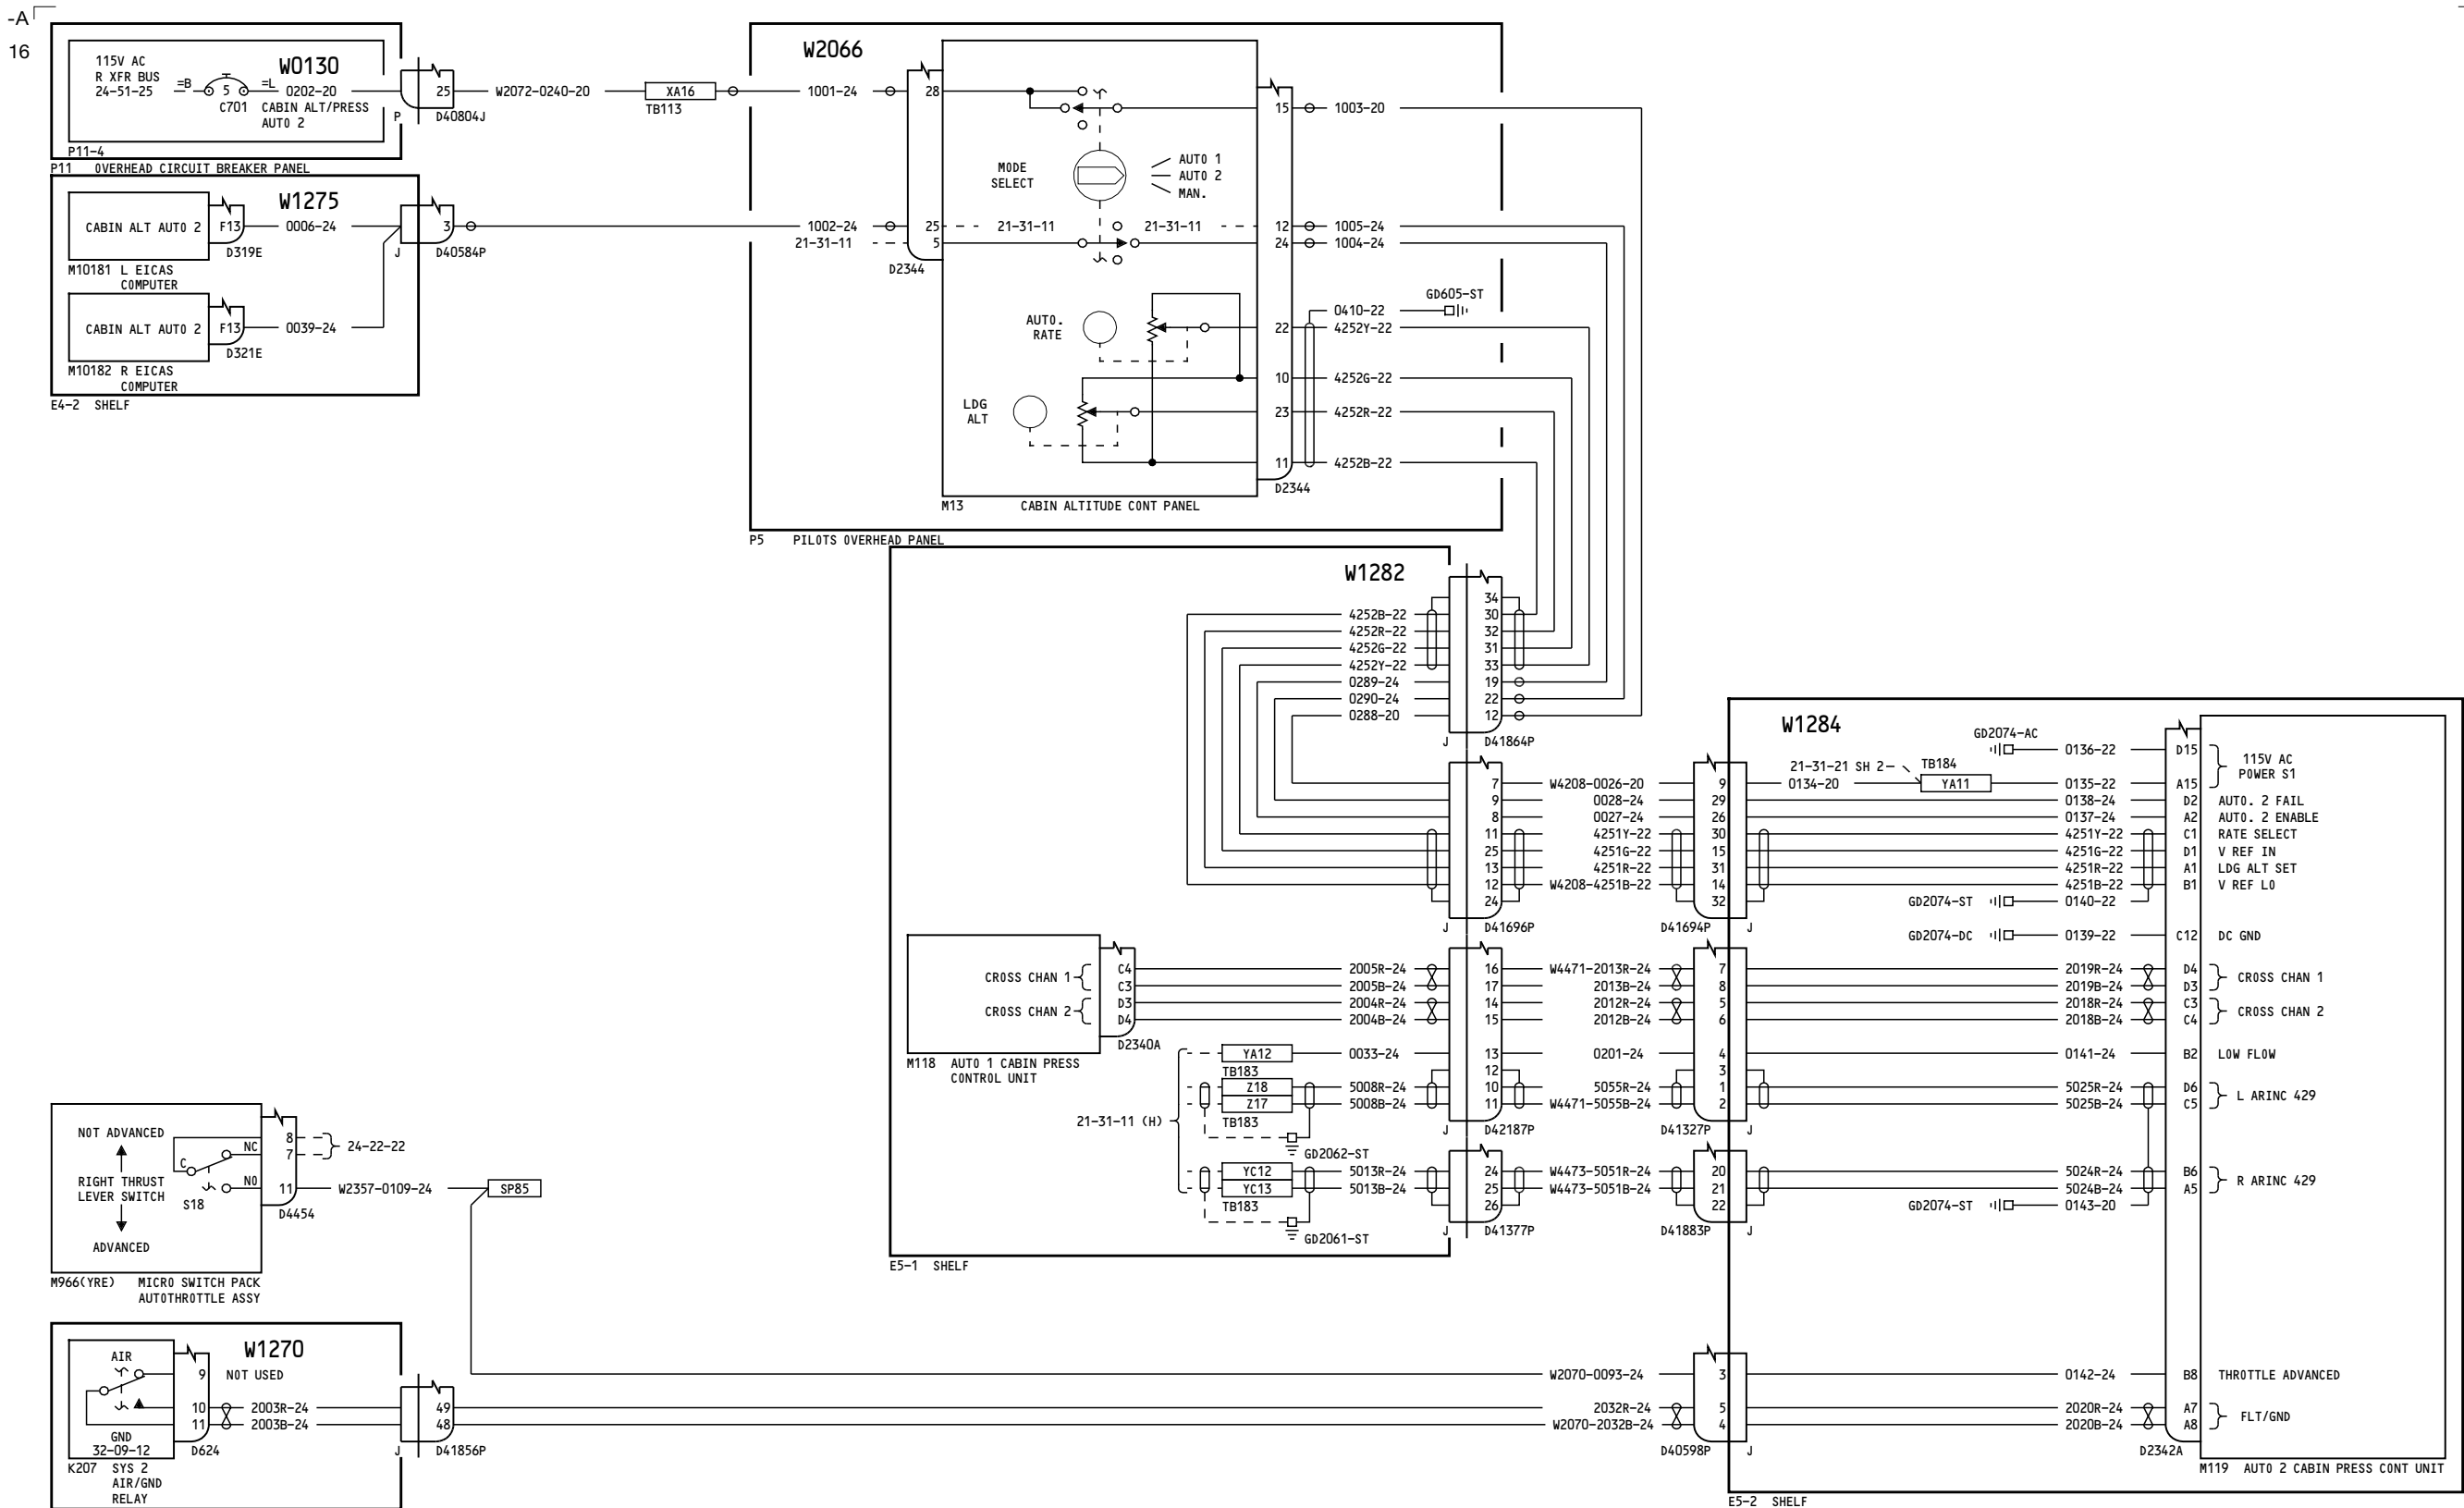 -A
16
115V AC
R XFR BUS
24-51-25
=B
5
=L
C701
W0130
0202-20
CABIN ALT/PRESS
AUTO 2
P11-4
P11 OVERHEAD CIRCUIT BREAKER PANEL
25
P
D40804J
W2072-0240-20
XA16
TB113
W1275
CABIN ALT AUTO 2
F13
0006-24
D319E
M10181 L EICAS
COMPUTER
CABIN ALT AUTO 2
F13
0039-24
D321E
M10182 R EICAS
COMPUTER
E4-2 SHELF
3
J
D40584P
W2066
1001-24
28
1002-24
25
21-31-11
5
D2344
21-31-11
21-31-11
MODE
SELECT
AUTO 1
AUTO 2
MAN.
AUTO.
RATE
LDG
ALT
15
1003-20
12
1005-24
24
1004-24
0410-22
GD605-ST
22
4252Y-22
10
4252G-22
23
4252R-22
11
4252B-22
D2344
M13 CABIN ALTITUDE CONT PANEL
P5 PILOTS OVERHEAD PANEL
W1282
34
4252B-22
30
4252R-22
32
4252G-22
31
4252Y-22
33
0289-24
19
0290-24
22
0288-20
12
J
D41864P
7
W4208-0026-20
9
9
0028-24
29
8
0027-24
26
11
4251Y-22
30
25
4251G-22
15
13
4251R-22
31
12
W4208-4251B-22
14
24
32
J
D41696P
D41694P
J
CROSS CHAN 1
C4
C3
CROSS CHAN 2
D3
D4
D2340A
M118 AUTO 1 CABIN PRESS
CONTROL UNIT
2005R-24
16
W4471-2013R-24
7
2005B-24
17
2013B-24
8
2004R-24
14
2012R-24
5
2004B-24
15
2012B-24
6
YA12
TB183
0033-24
13
0201-24
4
12
3
Z18
5008R-24
10
5055R-24
1
Z17
5008B-24
11
W4471-5055B-24
2
TB183
21-31-11 (H)
GD2062-ST
J
D42187P
D41327P
J
YC12
5013R-24
24
W4473-5051R-24
20
YC13
5013B-24
25
W4473-5051B-24
21
TB183
26
22
GD2061-ST
J
D41377P
D41883P
J
E5-1 SHELF
W1284
GD2074-AC
0136-22
D15
21-31-21 SH 2
TB184
115V AC
POWER S1
0134-20
YA11
0135-22
A15
0138-24
D2
AUTO. 2 FAIL
0137-24
A2
AUTO. 2 ENABLE
4251Y-22
C1
RATE SELECT
4251G-22
D1
V REF IN
4251R-22
A1
LDG ALT SET
4251B-22
B1
V REF LO
GD2074-ST
0140-22
GD2074-DC
0139-22
C12
DC GND
2019R-24
D4
2019B-24
D3
CROSS CHAN 1
2018R-24
C3
2018B-24
C4
CROSS CHAN 2
0141-24
B2
LOW FLOW
5025R-24
D6
5025B-24
C5
L ARINC 429
5024R-24
B6
5024B-24
A5
R ARINC 429
GD2074-ST
0143-20
NOT ADVANCED
RIGHT THRUST
LEVER SWITCH
ADVANCED
C
NC
NO
S18
8
7
24-22-22
11
W2357-0109-24
SP85
D4454
M966(YRE) MICRO SWITCH PACK
AUTOTHROTTLE ASSY
W1270
AIR
GND
32-09-12
9
NOT USED
10
2003R-24
11
2003B-24
D624
K207 SYS 2
AIR/GND
RELAY
49
48
J
D41856P
W2070-0093-24
3
0142-24
B8
THROTTLE ADVANCED
2032R-24
5
2020R-24
A7
W2070-2032B-24
4
2020B-24
A8
FLT/GND
D40598P
J
D2342A
M119 AUTO 2 CABIN PRESS CONT UNIT
E5-2 SHELF